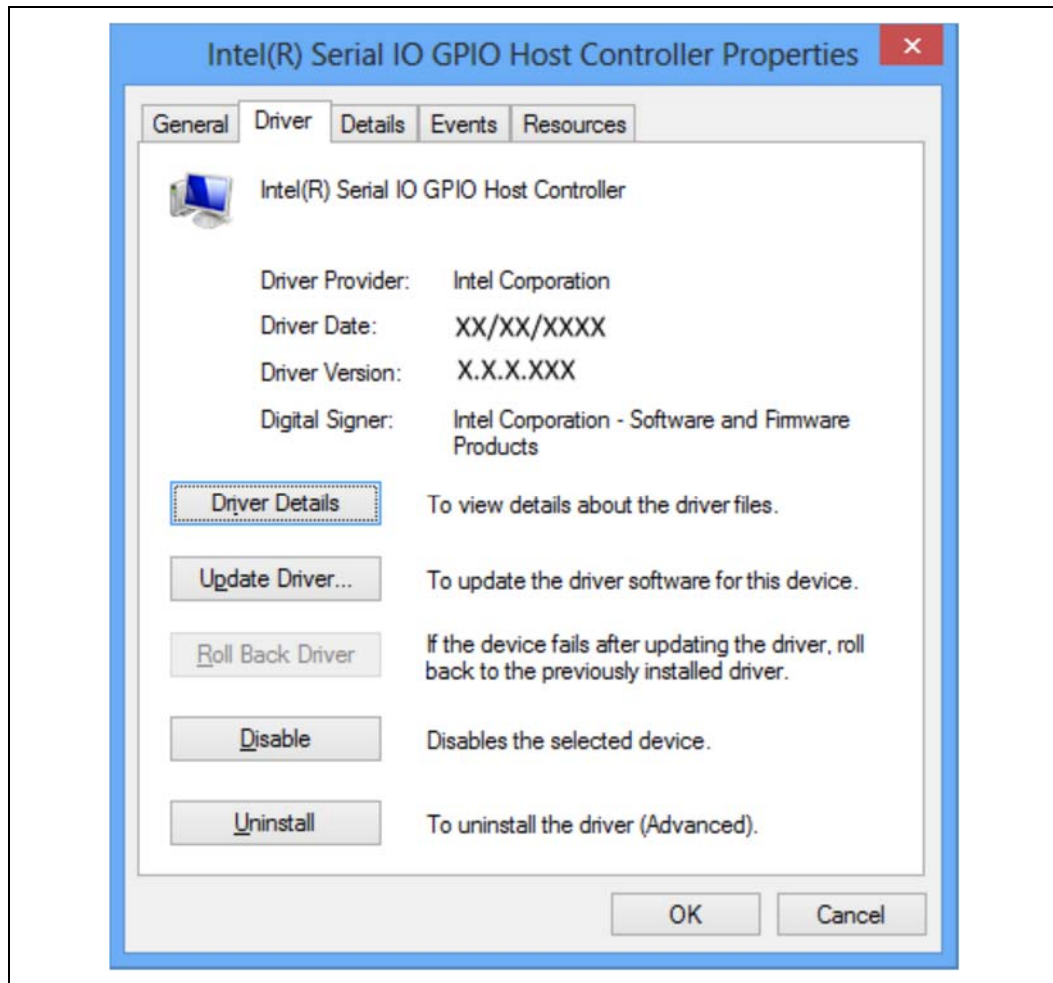 Intel(R) Serial IO GPIO Host Controller Properties
General Driver Details Events Resources
Intel(R) Serial IO GPIO Host Controller
Driver Provider: Intel Corporation
Driver Date: XX/XX/XXXX
Driver Version: X.X.X.XXX
Digital Signer: Intel Corporation - Software and Firmware
Products
Driver Details To view details about the driver files.
Update Driver... To update the driver software for this device.
Roll Back Driver If the device fails after updating the driver, roll
back to the previously installed driver.
Disable Disables the selected device.
Uninstall To uninstall the driver (Advanced).
OK Cancel